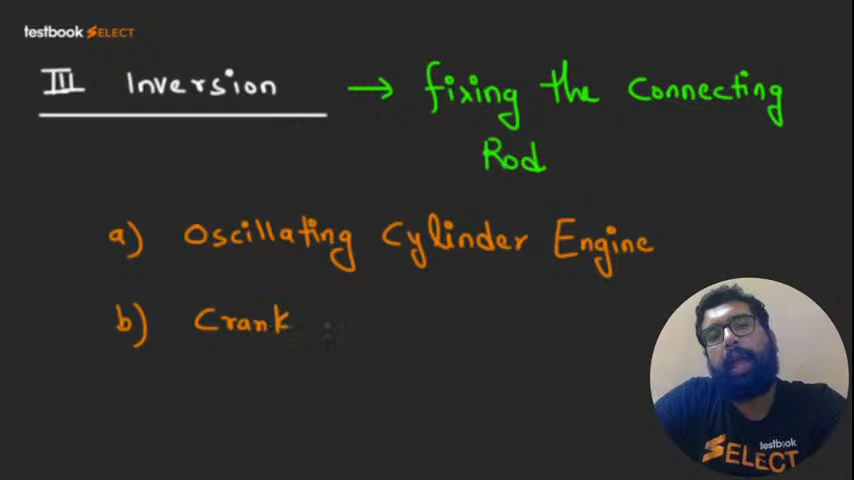 testbook SELECT
III Inversion → fixing the connecting
Rod
a) Oscillating Cylinder Engine
b) Crank
testbook
SELECT